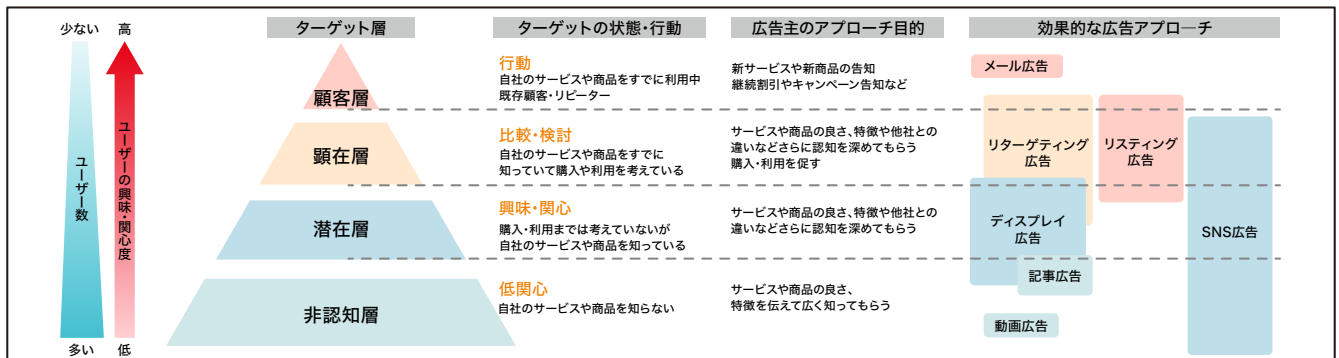 少ない
高
ユーザー数
ユーザーの興味・関心度
多い
低
ターゲット層
顧客層
顕在層
潜在層
非認知層
ターゲットの状態・行動
行動
自社のサービスや商品をすでに利用中
既存顧客・リピーター
比較・検討
自社のサービスや商品をすでに
知っていて購入や利用を考えている
興味・関心
購入・利用までは考えていないが
自社のサービスや商品を知っている
低関心
自社のサービスや商品を知らない
広告主のアプローチ目的
新サービスや新商品の告知
継続割引やキャンペーン告知など
サービスや商品の良さ、特徴や他社との
違いなどさらに認知を深めてもらう
購入・利用を促す
サービスや商品の良さ、特徴や他社との
違いなどさらに認知を深めてもらう
サービスや商品の良さ、
特徴を伝えて広く知ってもらう
効果的な広告アプローチ
メール広告
リターゲティング
広告
リスティング
広告
ディスプレイ
広告
SNS広告
記事広告
動画広告